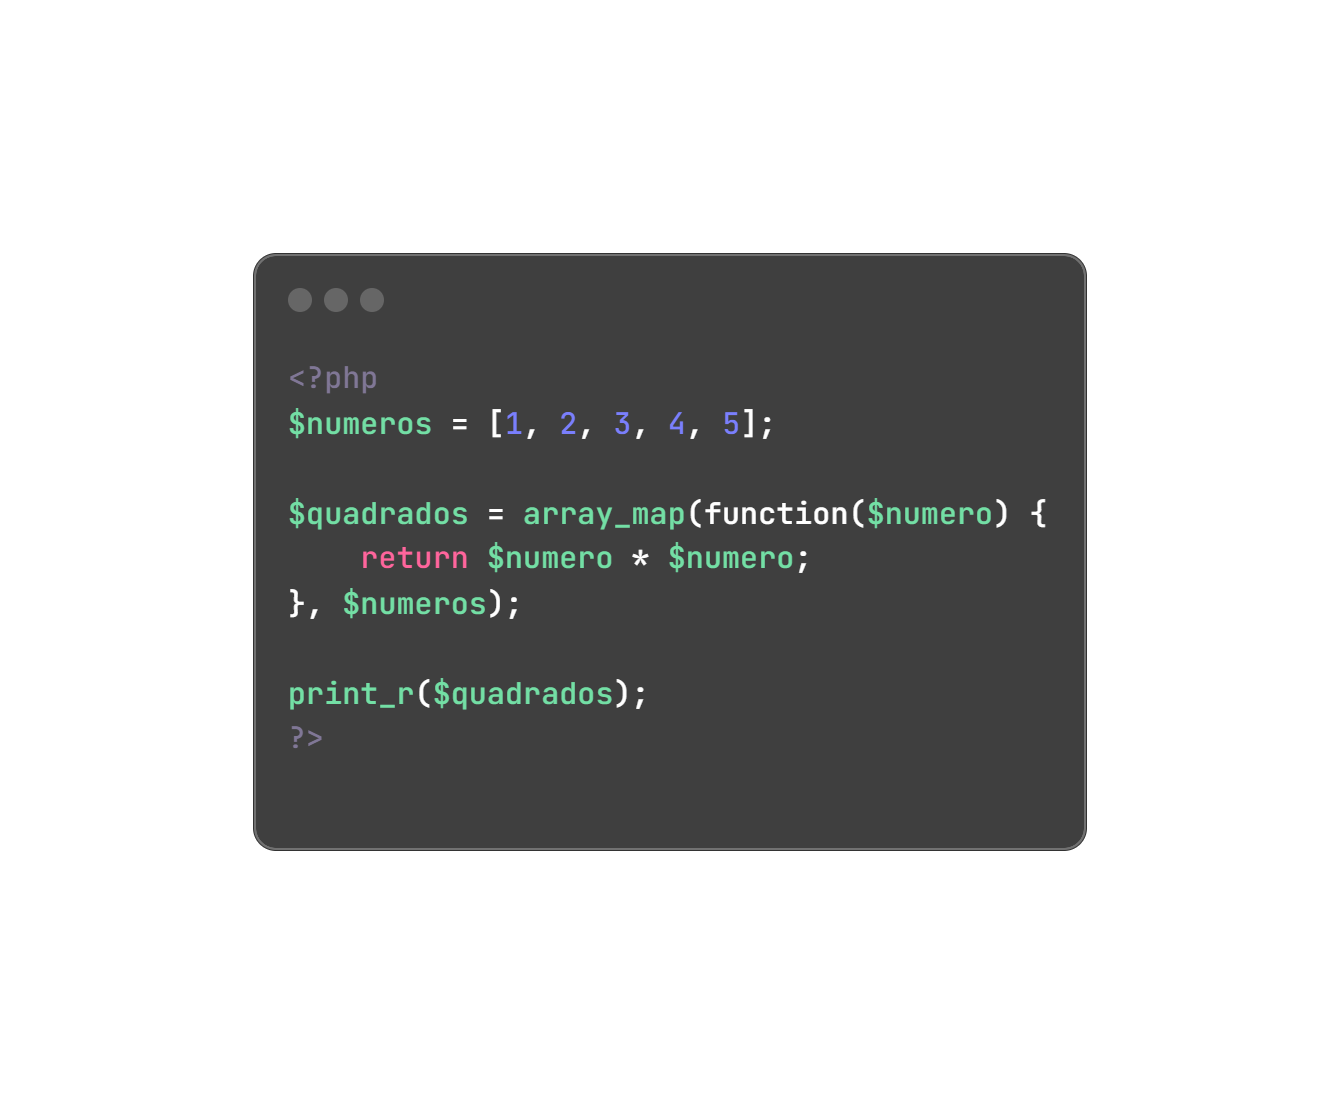 <?php
$numeros = [1, 2, 3, 4, 5];
$quadrados = array_map(function($numero) {
    return $numero * $numero;
}, $numeros);
print_r($quadrados);
?>